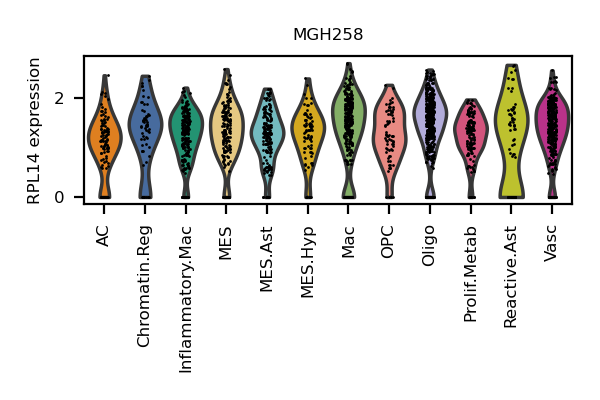 MGH258
RPL14 expression
2
0
AC
Chromatin.Reg
Inflammatory.Mac
MES
MES.Ast
MES.Hyp
Mac
OPC
Oligo
Prolif.Metab
Reactive.Ast
Vasc